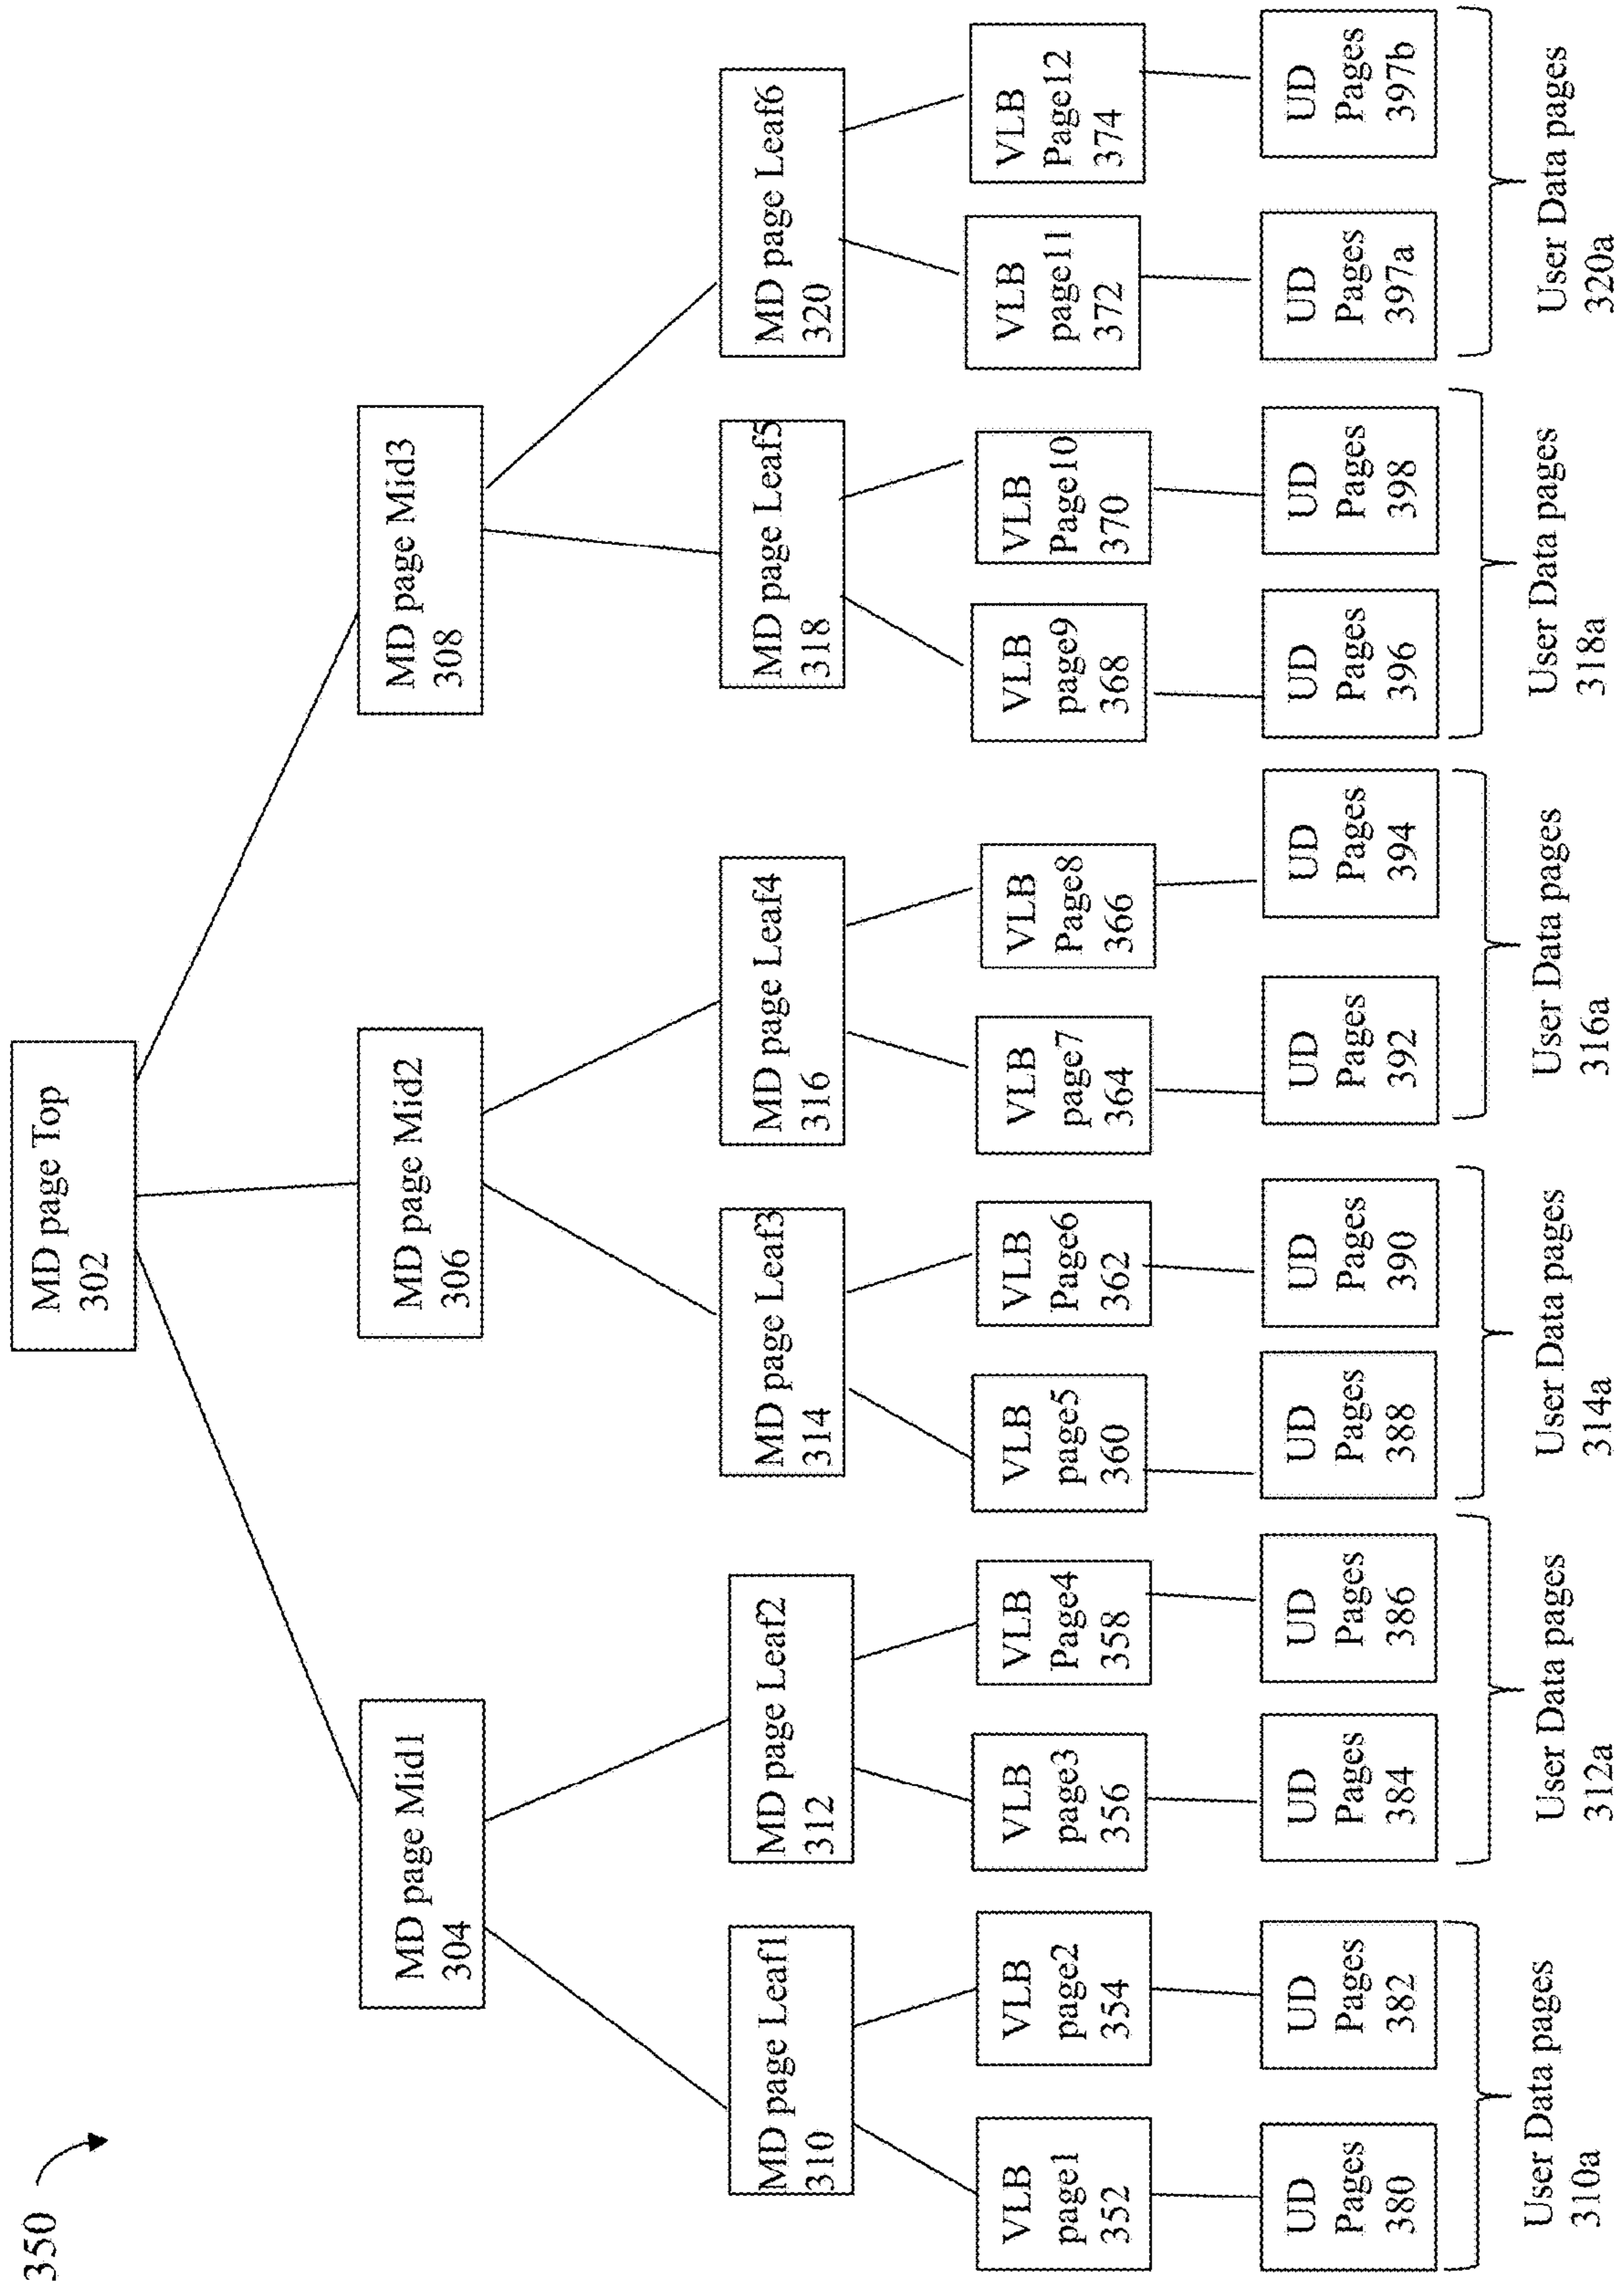 350
MD page Top
302
MD page Mid1
304
MD page Mid2
306
MD page Mid3
308
MD page Leaf1
310
MD page Leaf2
312
MD page Leaf3
314
MD page Leaf4
316
MD page Leaf5
318
MD page Leaf6
320
VLB
page1
352
VLB
page2
354
VLB
page3
356
VLB
Page4
358
VLB
page5
360
VLB
Page6
362
VLB
page7
364
VLB
Page8
366
VLB
page9
368
VLB
Page10
370
VLB
page11
372
VLB
Page12
374
UD
Pages
380
UD
Pages
382
UD
Pages
384
UD
Pages
386
UD
Pages
388
UD
Pages
390
UD
Pages
392
UD
Pages
394
UD
Pages
396
UD
Pages
398
UD
Pages
397a
UD
Pages
397b
User Data pages
310a
User Data pages
312a
User Data pages
314a
User Data pages
316a
User Data pages
318a
User Data pages
320a